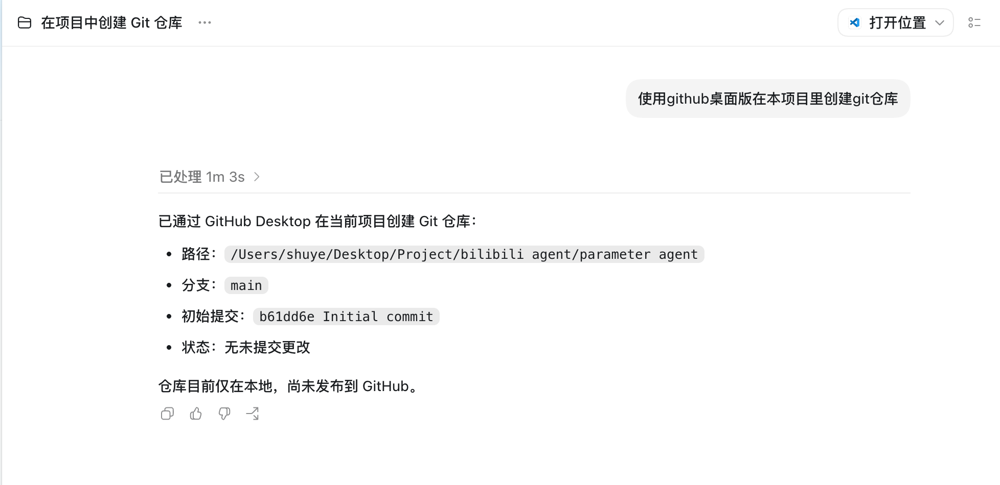 在项目中创建 Git 仓库
打开位置
使用github桌面版在本项目里创建git仓库
已处理 1m 3s
已通过 GitHub Desktop 在当前项目创建 Git 仓库：
路径： /Users/shuye/Desktop/Project/bilibili agent/parameter agent
分支： main
初始提交： b61dd6e Initial commit
状态：无未提交更改
仓库目前仅在本地，尚未发布到 GitHub。